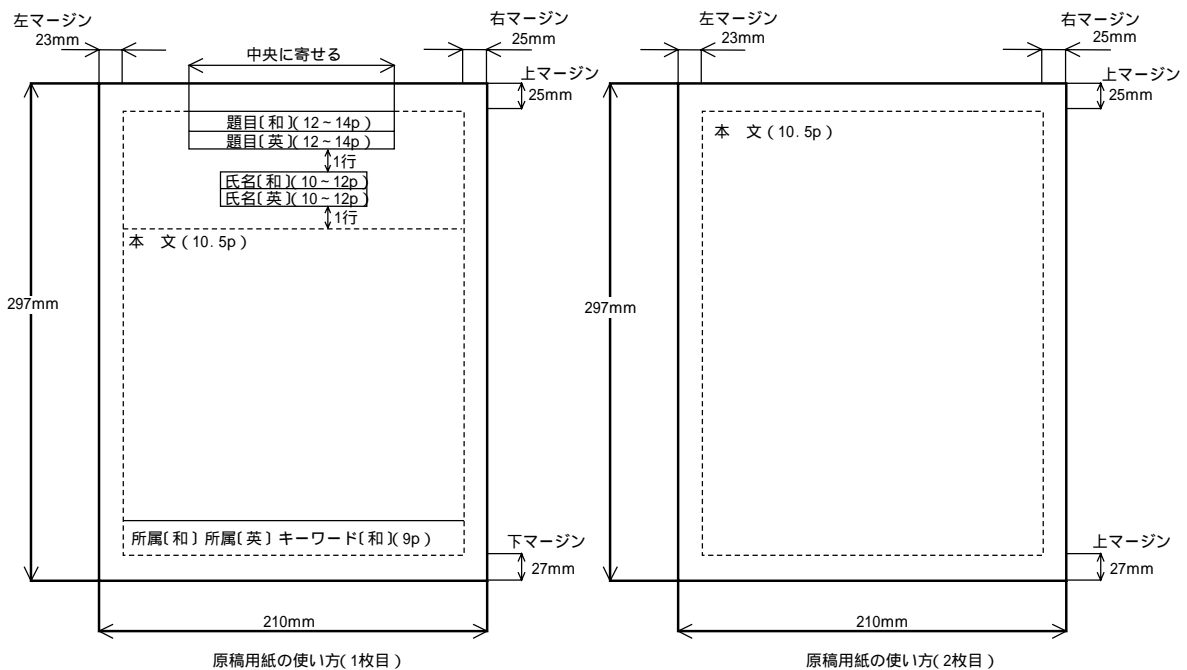 左マージン
23mm
右マージン
25mm
中央に寄せる
上マージン
25mm
題目〔和〕(12~14p)
題目〔英〕(12~14p)
1行
氏名〔和〕(10~12p)
氏名〔英〕(10~12p)
1行
本　文(10.5p)
297mm
所属〔和〕所属〔英〕キーワード〔和〕(9p)
下マージン
27mm
210mm
原稿用紙の使い方(1枚目)
左マージン
23mm
右マージン
25mm
上マージン
25mm
本　文(10.5p)
297mm
上マージン
27mm
210mm
原稿用紙の使い方(2枚目)